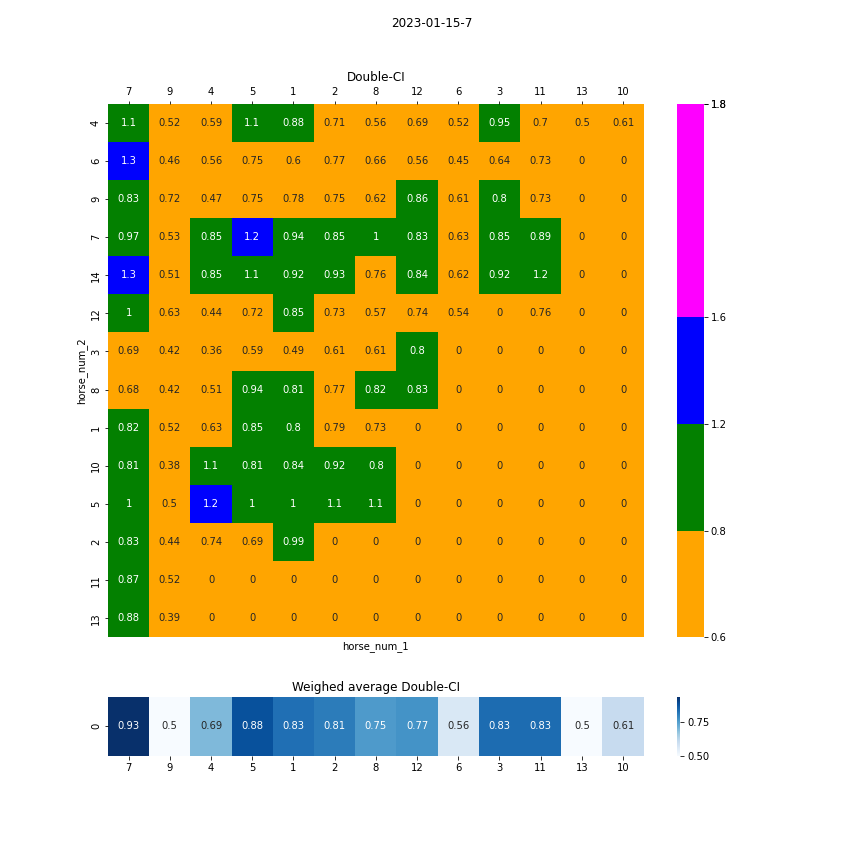 2023-01-15-7
Double-CI
7 9 4 5 1 2 8 12 6 3 11 13 10
4 1.1 0.52 0.59 1.1 0.88 0.71 0.56 0.69 0.52 0.95 0.7 0.5 0.61
6 1.3 0.46 0.56 0.75 0.6 0.77 0.66 0.56 0.45 0.64 0.73 0 0
9 0.83 0.72 0.47 0.75 0.78 0.75 0.62 0.86 0.61 0.8 0.73 0 0
7 0.97 0.53 0.85 1.2 0.94 0.85 1 0.83 0.63 0.85 0.89 0 0
14 1.3 0.51 0.85 1.1 0.92 0.93 0.76 0.84 0.62 0.92 1.2 0 0
12 1 0.63 0.44 0.72 0.85 0.73 0.57 0.74 0.54 0 0.76 0 0
3 0.69 0.42 0.36 0.59 0.49 0.61 0.61 0.8 0 0 0 0 0
8 0.68 0.42 0.51 0.94 0.81 0.77 0.82 0.83 0 0 0 0 0
1 0.82 0.52 0.63 0.85 0.8 0.79 0.73 0 0 0 0 0 0
10 0.81 0.38 1.1 0.81 0.84 0.92 0.8 0 0 0 0 0 0
5 1 0.5 1.2 1 1 1.1 1.1 0 0 0 0 0 0
2 0.83 0.44 0.74 0.69 0.99 0 0 0 0 0 0 0 0
11 0.87 0.52 0 0 0 0 0 0 0 0 0 0 0
13 0.88 0.39 0 0 0 0 0 0 0 0 0 0 0
horse_num_2
horse_num_1
1.8
1.6
1.2
0.8
0.6
Weighed average Double-CI
0 0.93 0.5 0.69 0.88 0.83 0.81 0.75 0.77 0.56 0.83 0.83 0.5 0.61
7 9 4 5 1 2 8 12 6 3 11 13 10
0.75
0.50